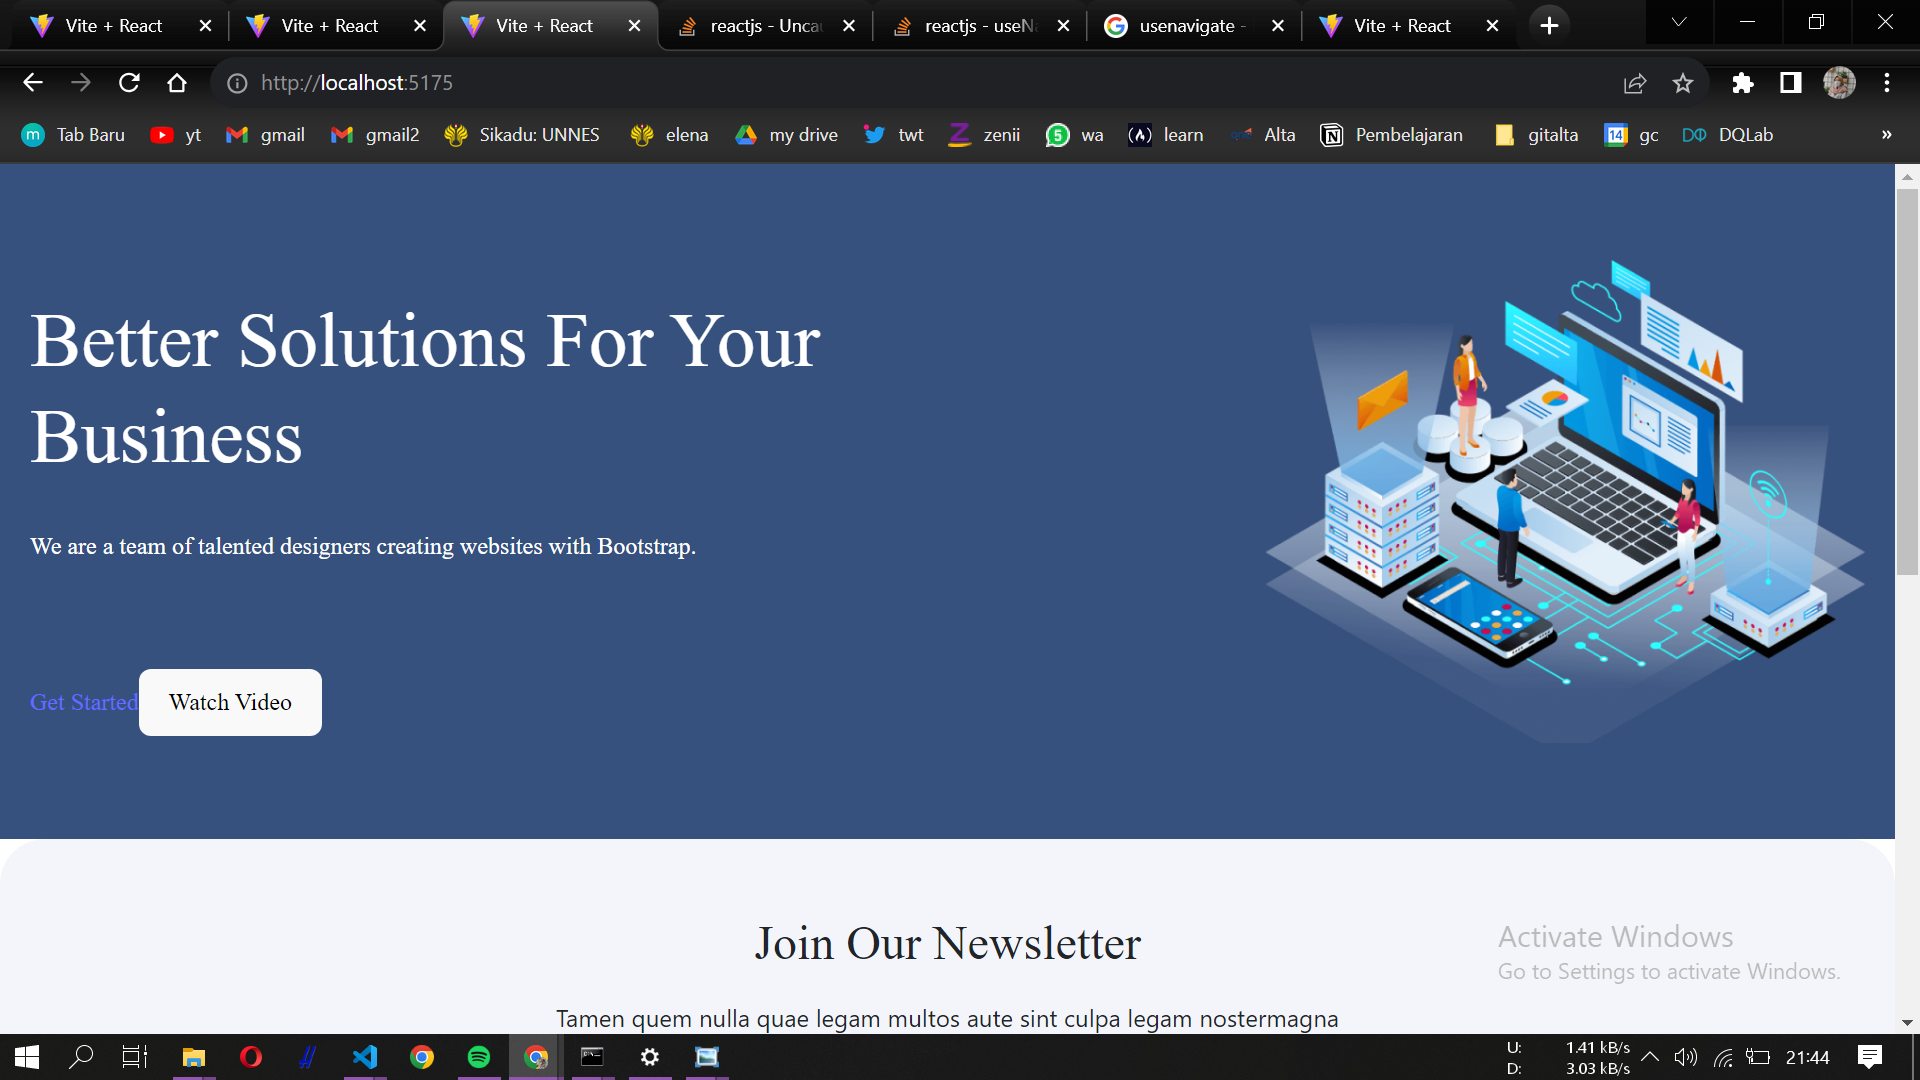 Vite + React
Vite + React
Vite + React
reactjs - Unca
reactjs - useN
usenavigate -
Vite + React
http://localhost:5175
Tab Baru
yt
gmail
gmail2
Sikadu: UNNES
elena
my drive
twt
zenii
5
wa
learn
Alta
Pembelajaran
gitalta
14
gc
DQLab
»
Better Solutions For Your
Business
We are a team of talented designers creating websites with Bootstrap.
Get Started
Watch Video
Join Our Newsletter
Tamen quem nulla quae legam multos aute sint culpa legam nostermagna
Activate Windows
Go to Settings to activate Windows.
U: 1.41 kB/s
D: 3.03 kB/s
21:44